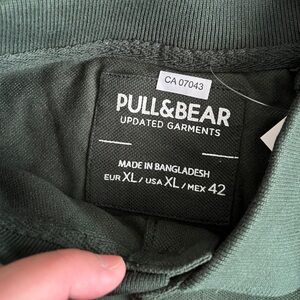 CA 07043
PULL&BEAR
UPDATED GARMENTS
MADE IN BANGLADESH
EUR XL / USA XL / MEX 42